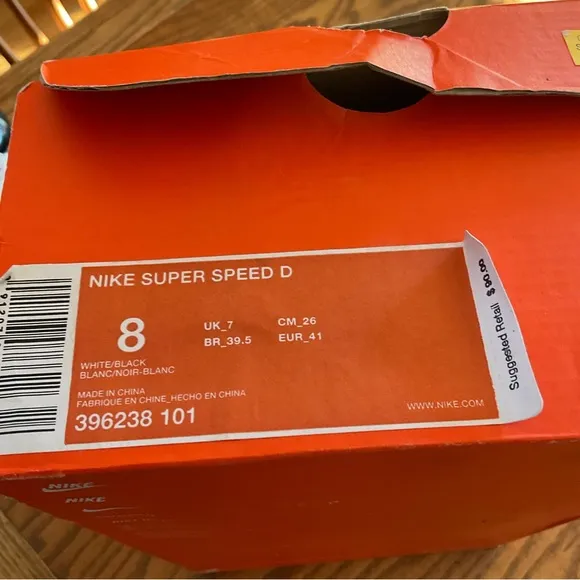 NIKE SUPER SPEED D
8
UK_7 CM_26
BR_39.5 EUR_41
WHITE/BLACK
BLANC/NOIR-BLANC
MADE IN CHINA
FABRIQUE EN CHINE_HECHO EN CHINA
396238 101
WWW.NIKE.COM
Suggested Retail $ 90.00
NIKE
NIKE